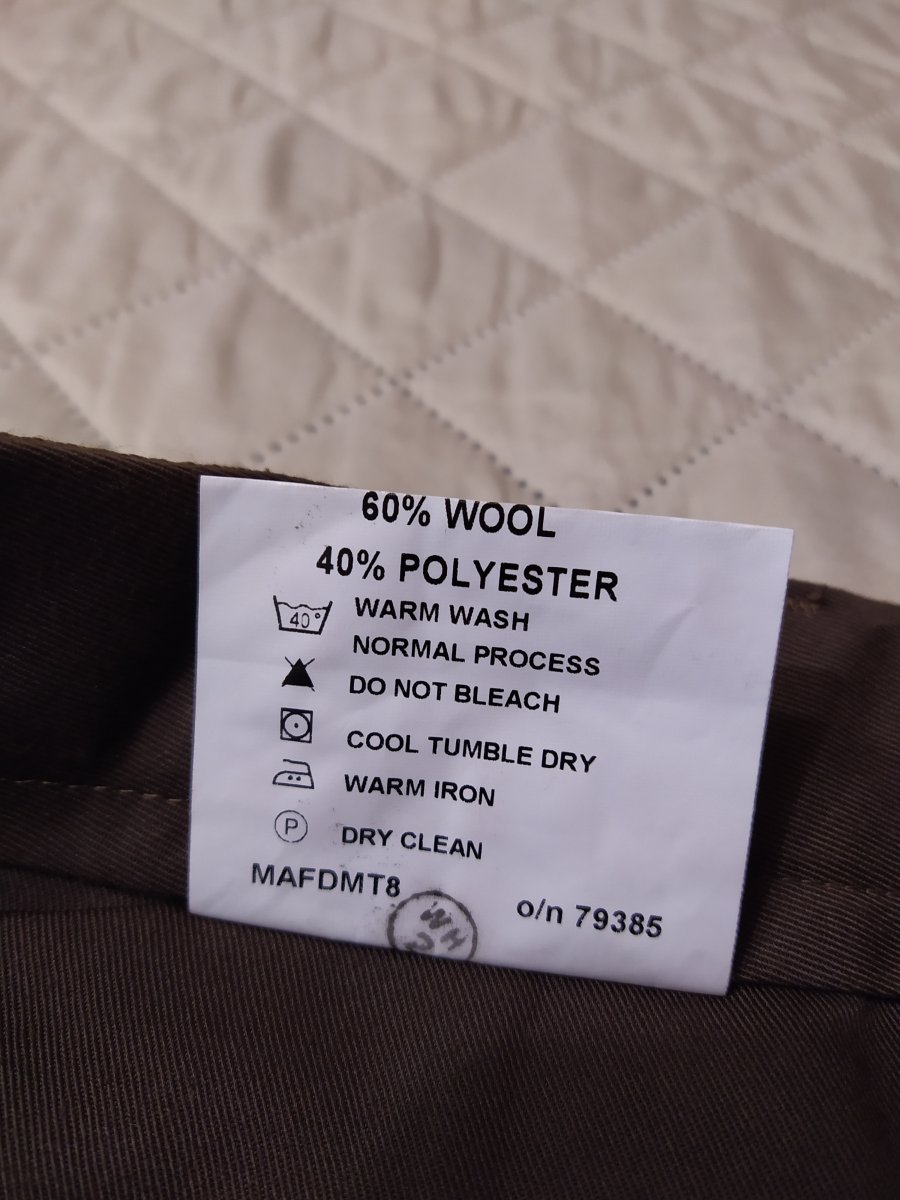 60% WOOL
40% POLYESTER
40° WARM WASH
NORMAL PROCESS
DO NOT BLEACH
COOL TUMBLE DRY
WARM IRON
P DRY CLEAN
MAFDMT8
o/n 79385
WH